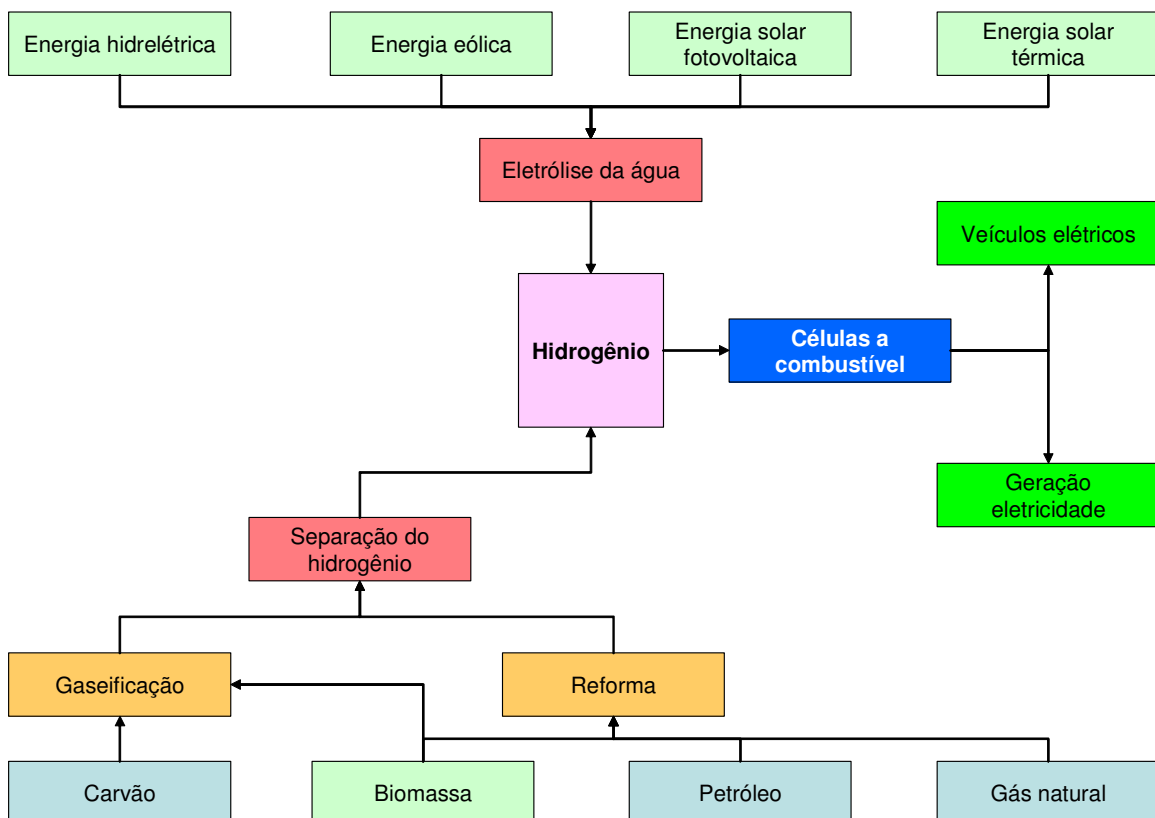 Energia hidrelétrica
Energia eólica
Energia solar
fotovoltaica
Energia solar
térmica
Eletrólise da água
Veículos elétricos
Hidrogênio
Células a
combustível
Geração
eletricidade
Separação do
hidrogênio
Gaseificação
Reforma
Carvão
Biomassa
Petróleo
Gás natural